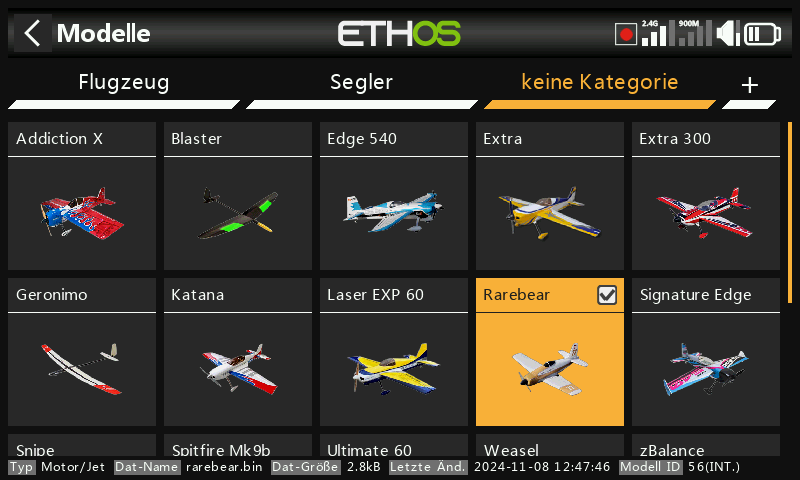 Modelle
ETHOS
2.4G 900M
Flugzeug Segler keine Kategorie +
Addiction X Blaster Edge 540 Extra Extra 300
Geronimo Katana Laser EXP 60 Rarebear Signature Edge
Snipe Spitfire Mk9b Ultimate 60 Weasel zBalance
Typ Motor/Jet Dat-Name rarebear.bin Dat-Größe 2.8kB Letzte Änd. 2024-11-08 12:47:46 Modell ID 56(INT.)